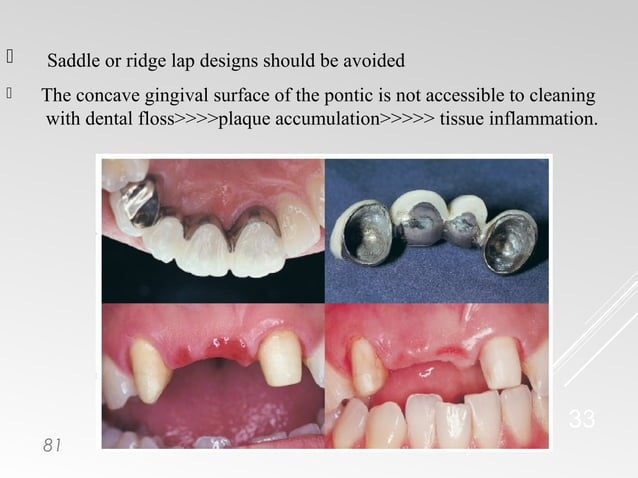 Saddle or ridge lap designs should be avoided
The concave gingival surface of the pontic is not accessible to cleaning
with dental floss>>>>plaque accumulation>>>>> tissue inflammation.
33
81